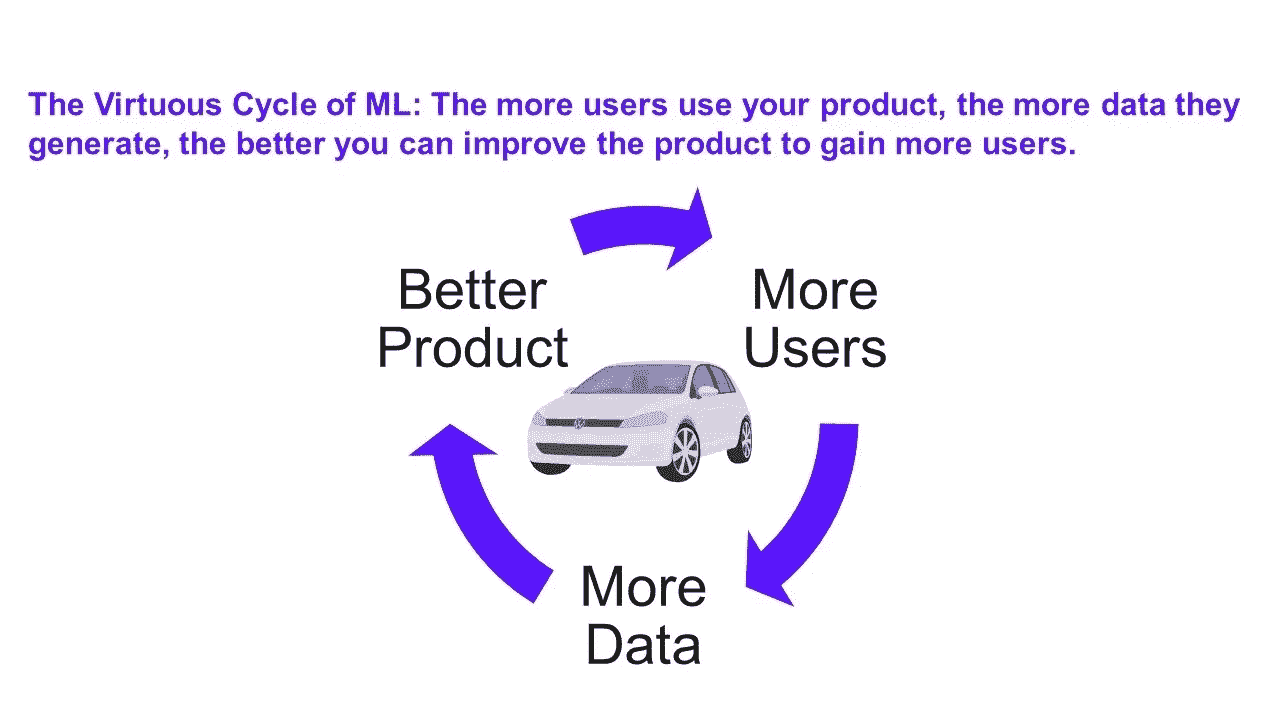 The Virtuous Cycle of ML: The more users use your product, the more data they
generate, the better you can improve the product to gain more users.
Better
Product
More
Users
More
Data